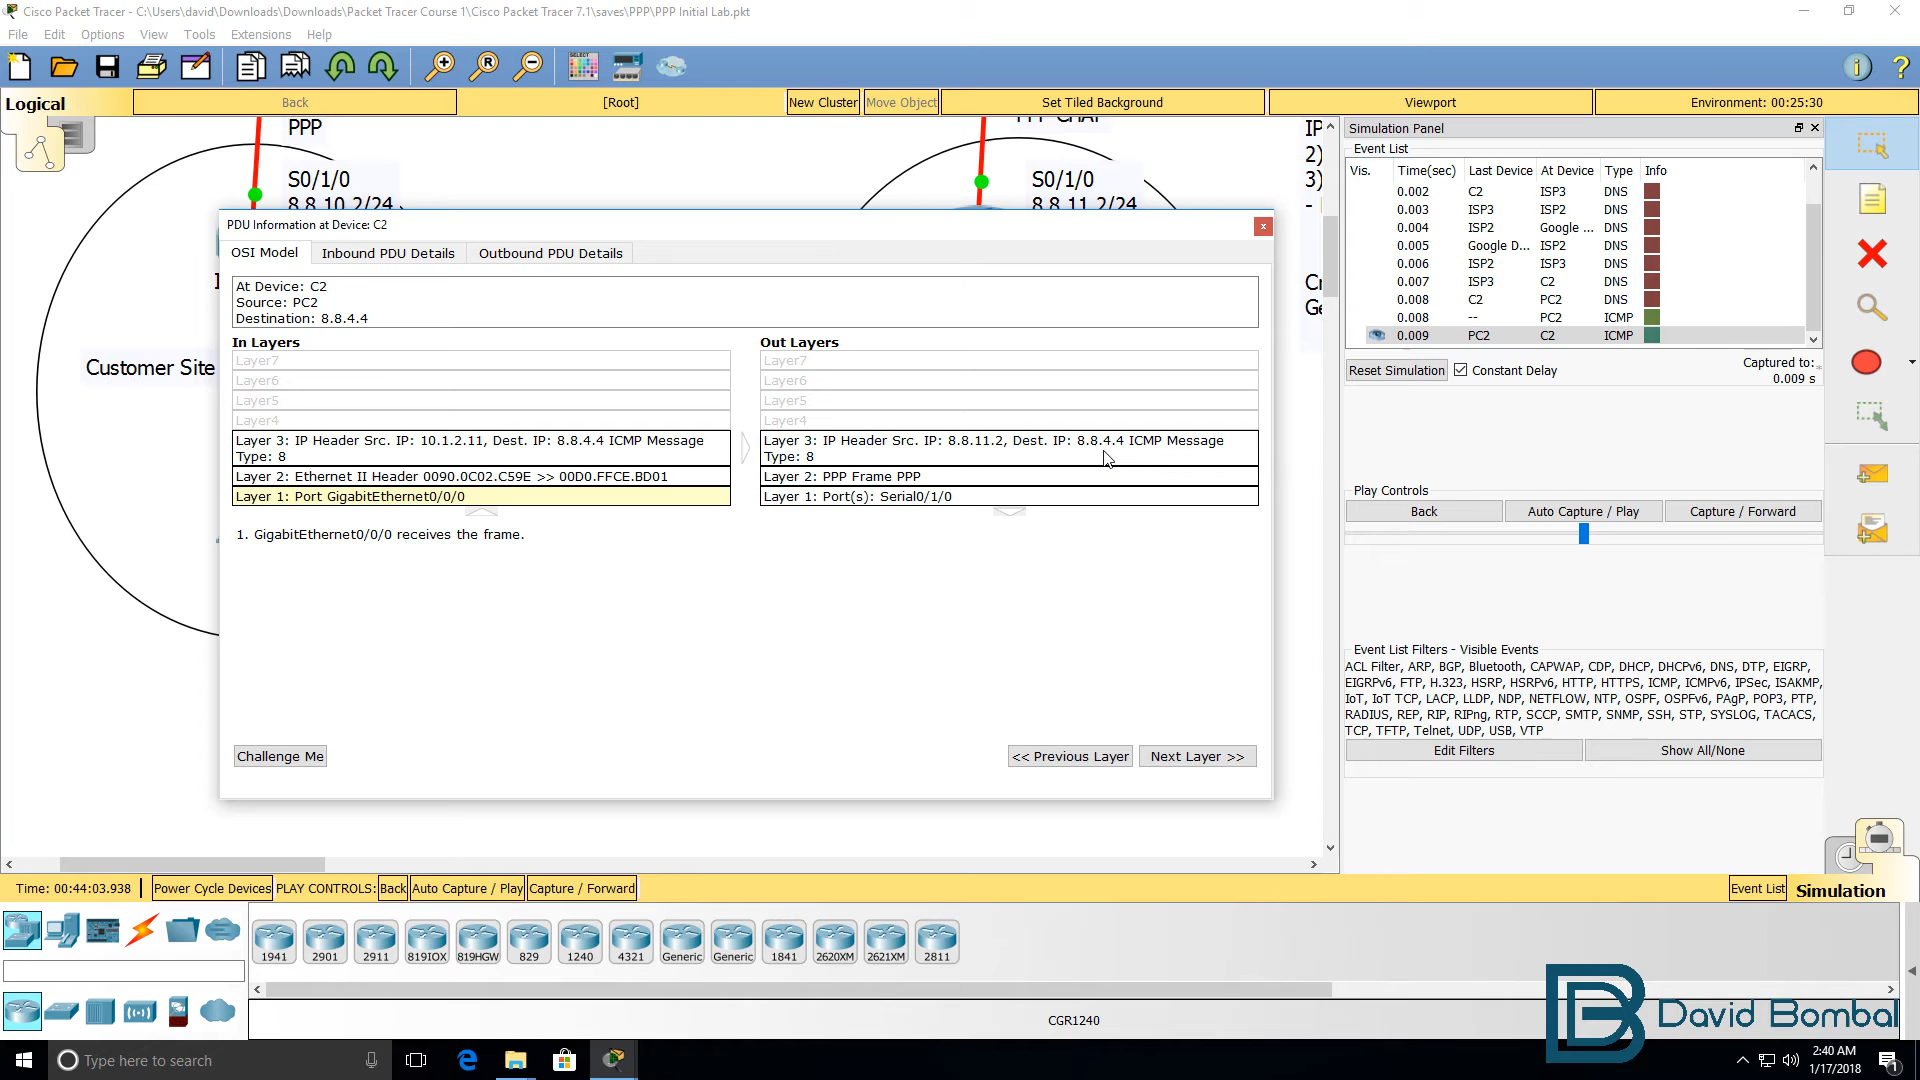 Cisco Packet Tracer - C:\Users\david\Downloads\Downloads\Packet Tracer Course 1\Cisco Packet Tracer 7.1\saves\PPP\PPP Initial Lab.pkt
File Edit Options View Tools Extensions Help
Logical
Back
[Root]
New Cluster
Move Object
Set Tiled Background
Viewport
Environment: 00:25:30
PPP
S0/1/0
8.8.10.2/24
S0/1/0
8.8.11.2/24
2)
3)
Customer Site
PDU Information at Device: C2
OSI Model
Inbound PDU Details
Outbound PDU Details
At Device: C2
Source: PC2
Destination: 8.8.4.4
In Layers
Layer7
Layer6
Layer5
Layer4
Layer 3: IP Header Src. IP: 10.1.2.11, Dest. IP: 8.8.4.4 ICMP Message
Type: 8
Layer 2: Ethernet II Header 0090.0C02.C59E >> 00D0.FFCE.BD01
Layer 1: Port GigabitEthernet0/0/0
Out Layers
Layer7
Layer6
Layer5
Layer4
Layer 3: IP Header Src. IP: 8.8.11.2, Dest. IP: 8.8.4.4 ICMP Message
Type: 8
Layer 2: PPP Frame PPP
Layer 1: Port(s): Serial0/1/0
1. GigabitEthernet0/0/0 receives the frame.
Challenge Me
<< Previous Layer
Next Layer >>
Simulation Panel
Event List
Vis. Time(sec) Last Device At Device Type Info
0.002 C2 ISP3 DNS
0.003 ISP3 ISP2 DNS
0.004 ISP2 Google ... DNS
0.005 Google D... ISP2 DNS
0.006 ISP2 ISP3 DNS
0.007 ISP3 C2 DNS
0.008 C2 PC2 DNS
0.008 -- PC2 ICMP
0.009 PC2 C2 ICMP
Reset Simulation
Constant Delay
Captured to:
0.009 s
Play Controls
Back
Auto Capture / Play
Capture / Forward
Event List Filters - Visible Events
ACL Filter, ARP, BGP, Bluetooth, CAPWAP, CDP, DHCP, DHCPv6, DNS, DTP, EIGRP,
EIGRPv6, FTP, H.323, HSRP, HSRPv6, HTTP, HTTPS, ICMP, ICMPv6, IPSec, ISAKMP,
IoT, IoT TCP, LACP, LLDP, NDP, NETFLOW, NTP, OSPF, OSPFv6, PAgP, POP3, PTP,
RADIUS, REP, RIP, RIPng, RTP, SCCP, SMTP, SNMP, SSH, STP, SYSLOG, TACACS,
TCP, TFTP, Telnet, UDP, USB, VTP
Edit Filters
Show All/None
Time: 00:44:03.938
Power Cycle Devices
PLAY CONTROLS:
Back
Auto Capture / Play
Capture / Forward
Event List
Simulation
1941
2901
2911
819IOX
819HGW
829
1240
4321
Generic
Generic
1841
2620XM
2621XM
2811
CGR1240
David Bombal
Type here to search
2:40 AM
1/17/2018
1